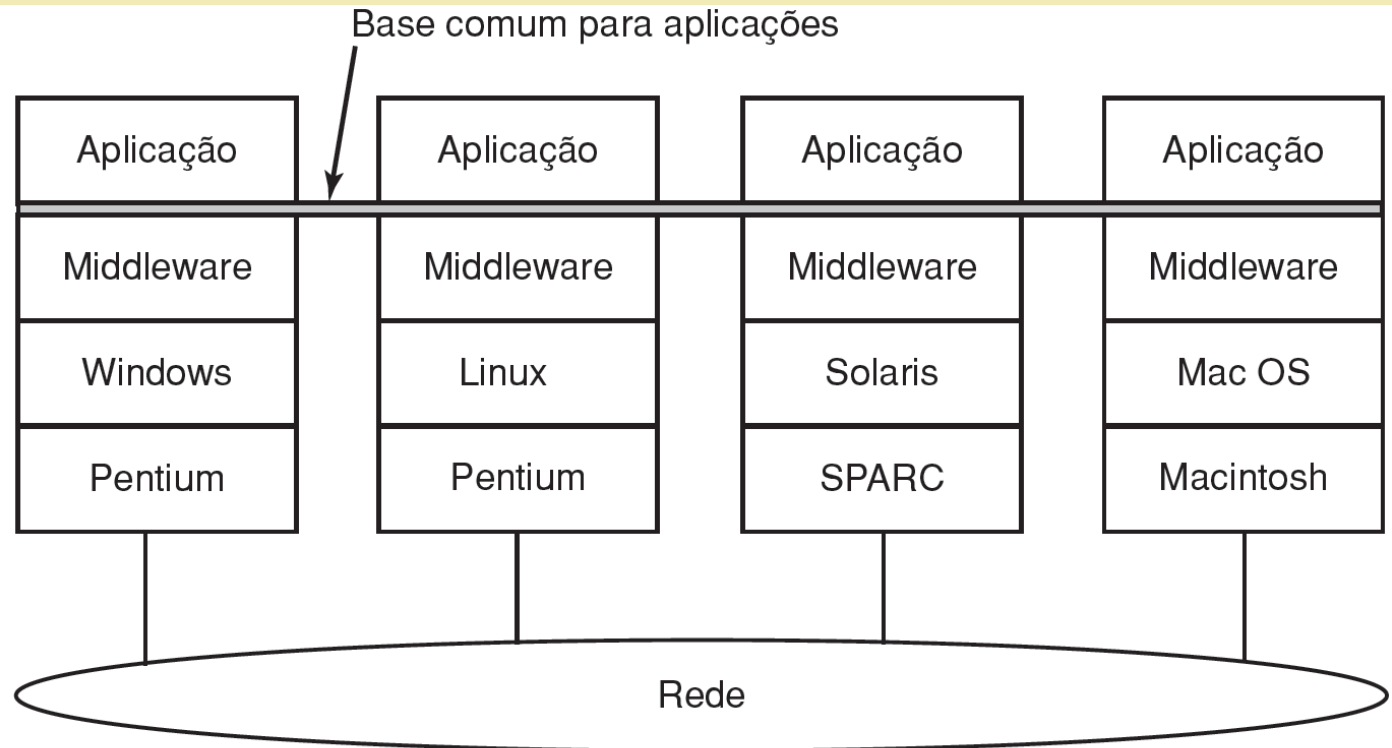 Base comum para aplicações
Aplicação Aplicação Aplicação Aplicação
Middleware Middleware Middleware Middleware
Windows Linux Solaris Mac OS
Pentium Pentium SPARC Macintosh
Rede